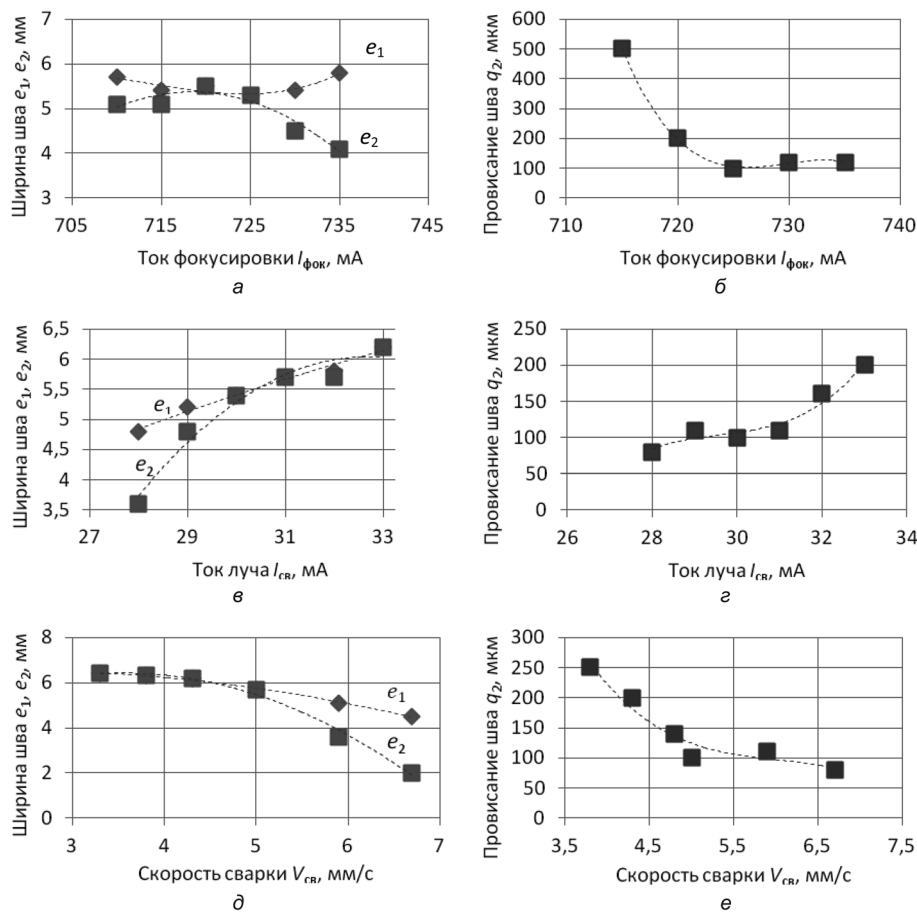 Ширина шва e₁, e₂, мм
7
6
5
4
3
e₁
e₂
705 715 725 735 745
Ток фокусировки Iфок, мА
а
Провисание шва q₂, мкм
600
500
400
300
200
100
0
710 720 730 740
Ток фокусировки Iфок, мА
б
Ширина шва e₁, e₂, мм
6,5
6
5,5
5
4,5
4
3,5
e₁
e₂
27 29 31 33
Ток луча Iсв, мА
в
Провисание шва q₂, мкм
250
200
150
100
50
0
26 28 30 32 34
Ток луча Iсв, мА
г
Ширина шва e₁, e₂, мм
8
6
4
2
0
e₁
e₂
3 4 5 6 7
Скорость сварки Vсв, мм/с
д
Провисание шва q₂, мкм
300
250
200
150
100
50
0
3,5 4,5 5,5 6,5 7,5
Скорость сварки Vсв, мм/с
е